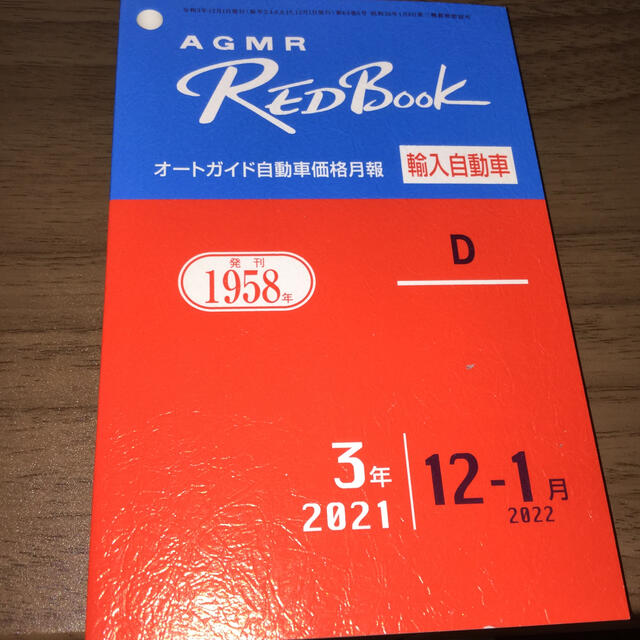 AGMR
RED BOOK
オートガイド自動車価格月報 輸入自動車
発刊
1958年
D
3年 12-1月
2021 2022